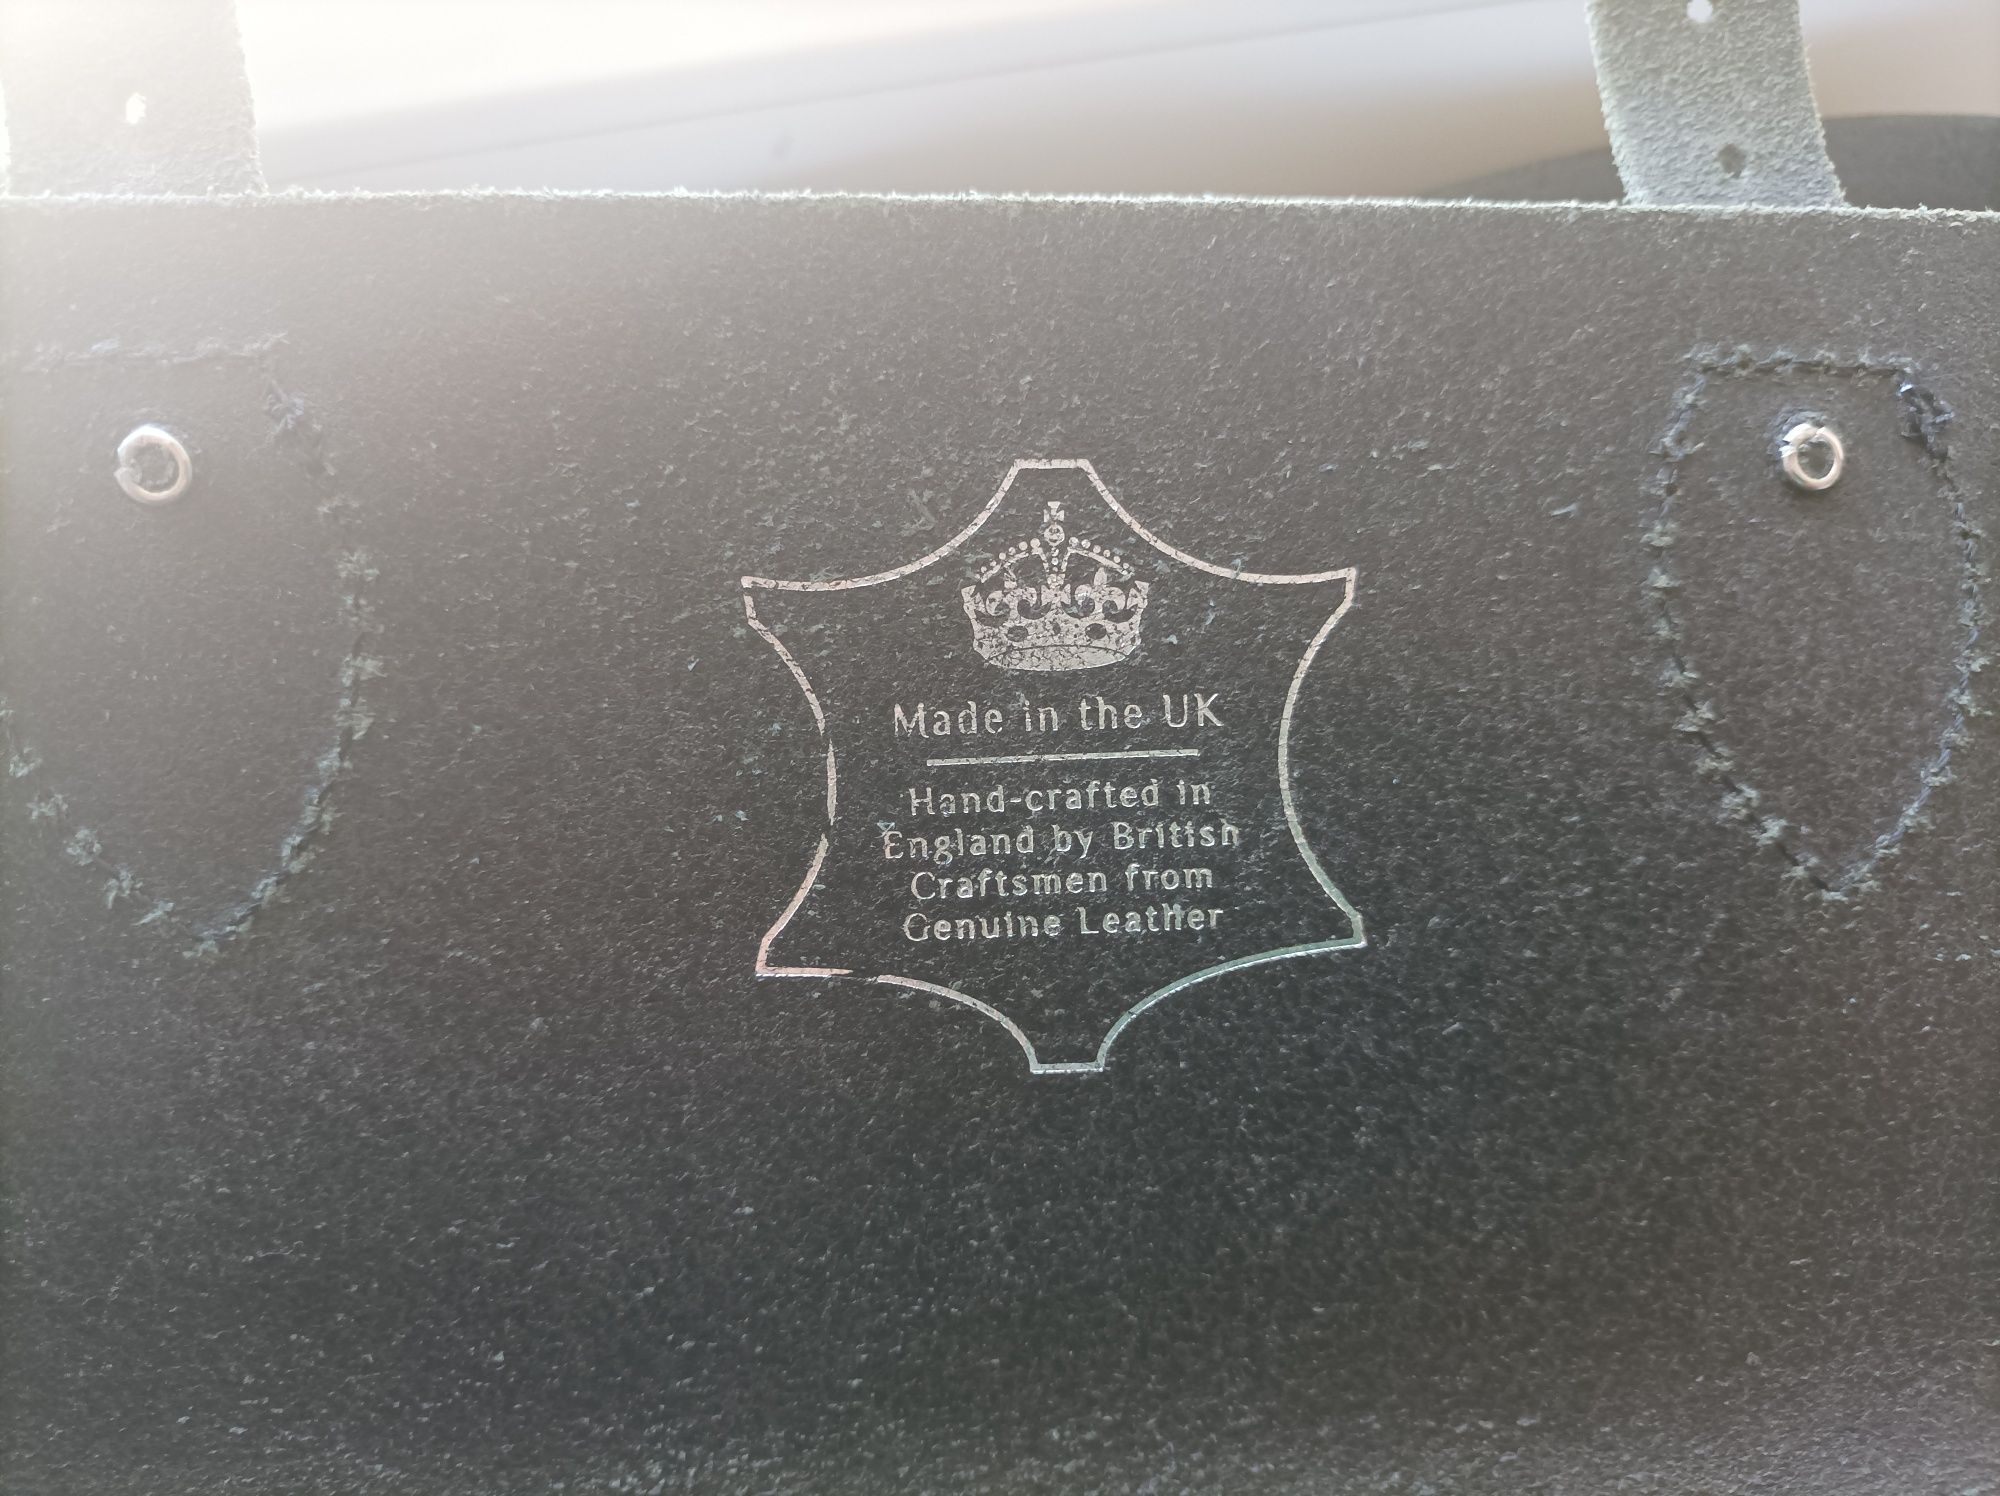 Made in the UK
Hand-crafted in
England by British
Craftsmen from
Genuine Leather